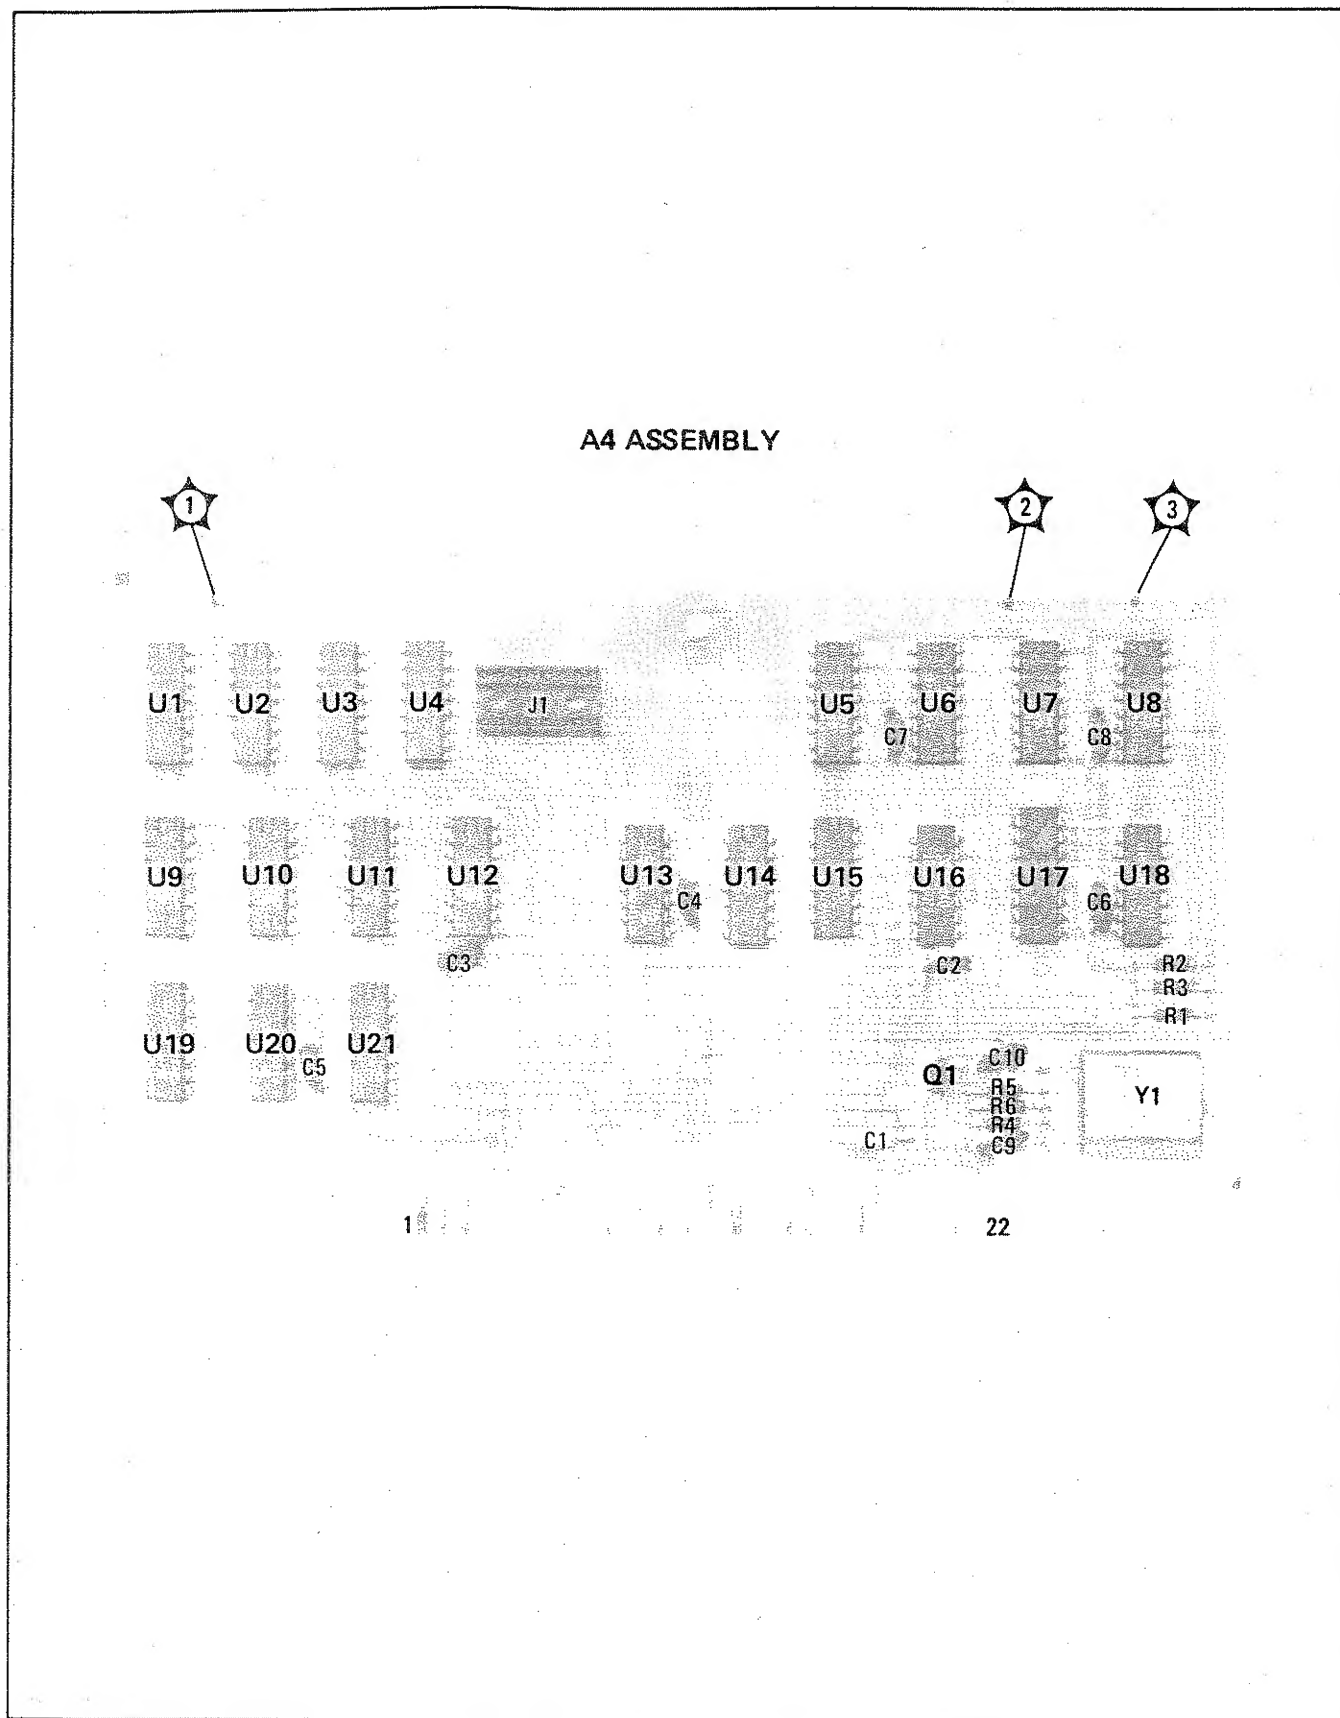 A4 ASSEMBLY
1 2 3
U1 U2 U3 U4 J1 U5 U6 U7 U8
C7 C8
U9 U10 U11 U12 U13 U14 U15 U16 U17 U18
C4 C6
C3 C2 R2
R3
R1
U19 U20 U21
C5
Q1 C10
R5
R6
R4
C1 C9
Y1
1 22